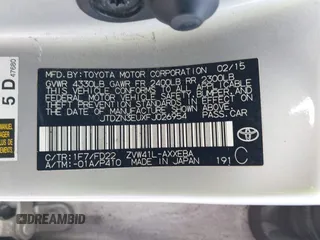 5 D
47680
MFD. BY: TOYOTA MOTOR CORPORATION 02/15
GVWR 4330LB GAWR FR 2400LB RR 2300LB
THIS VEHICLE CONFORMS TO ALL APPLICABLE
FEDERAL MOTOR VEHICLE SAFETY, BUMPER, AND
THEFT PREVENTION STANDARDS IN EFFECT ON
THE DATE OF MANUFACTURE SHOWN ABOVE.
JTDZN3EUXFJ026954 PASS. CAR
C/TR: 1F7/FD22 ZVW41L-AXXEBA
A/TM: -01A/P410 MADE IN JAPAN 191 C
DREAMBID